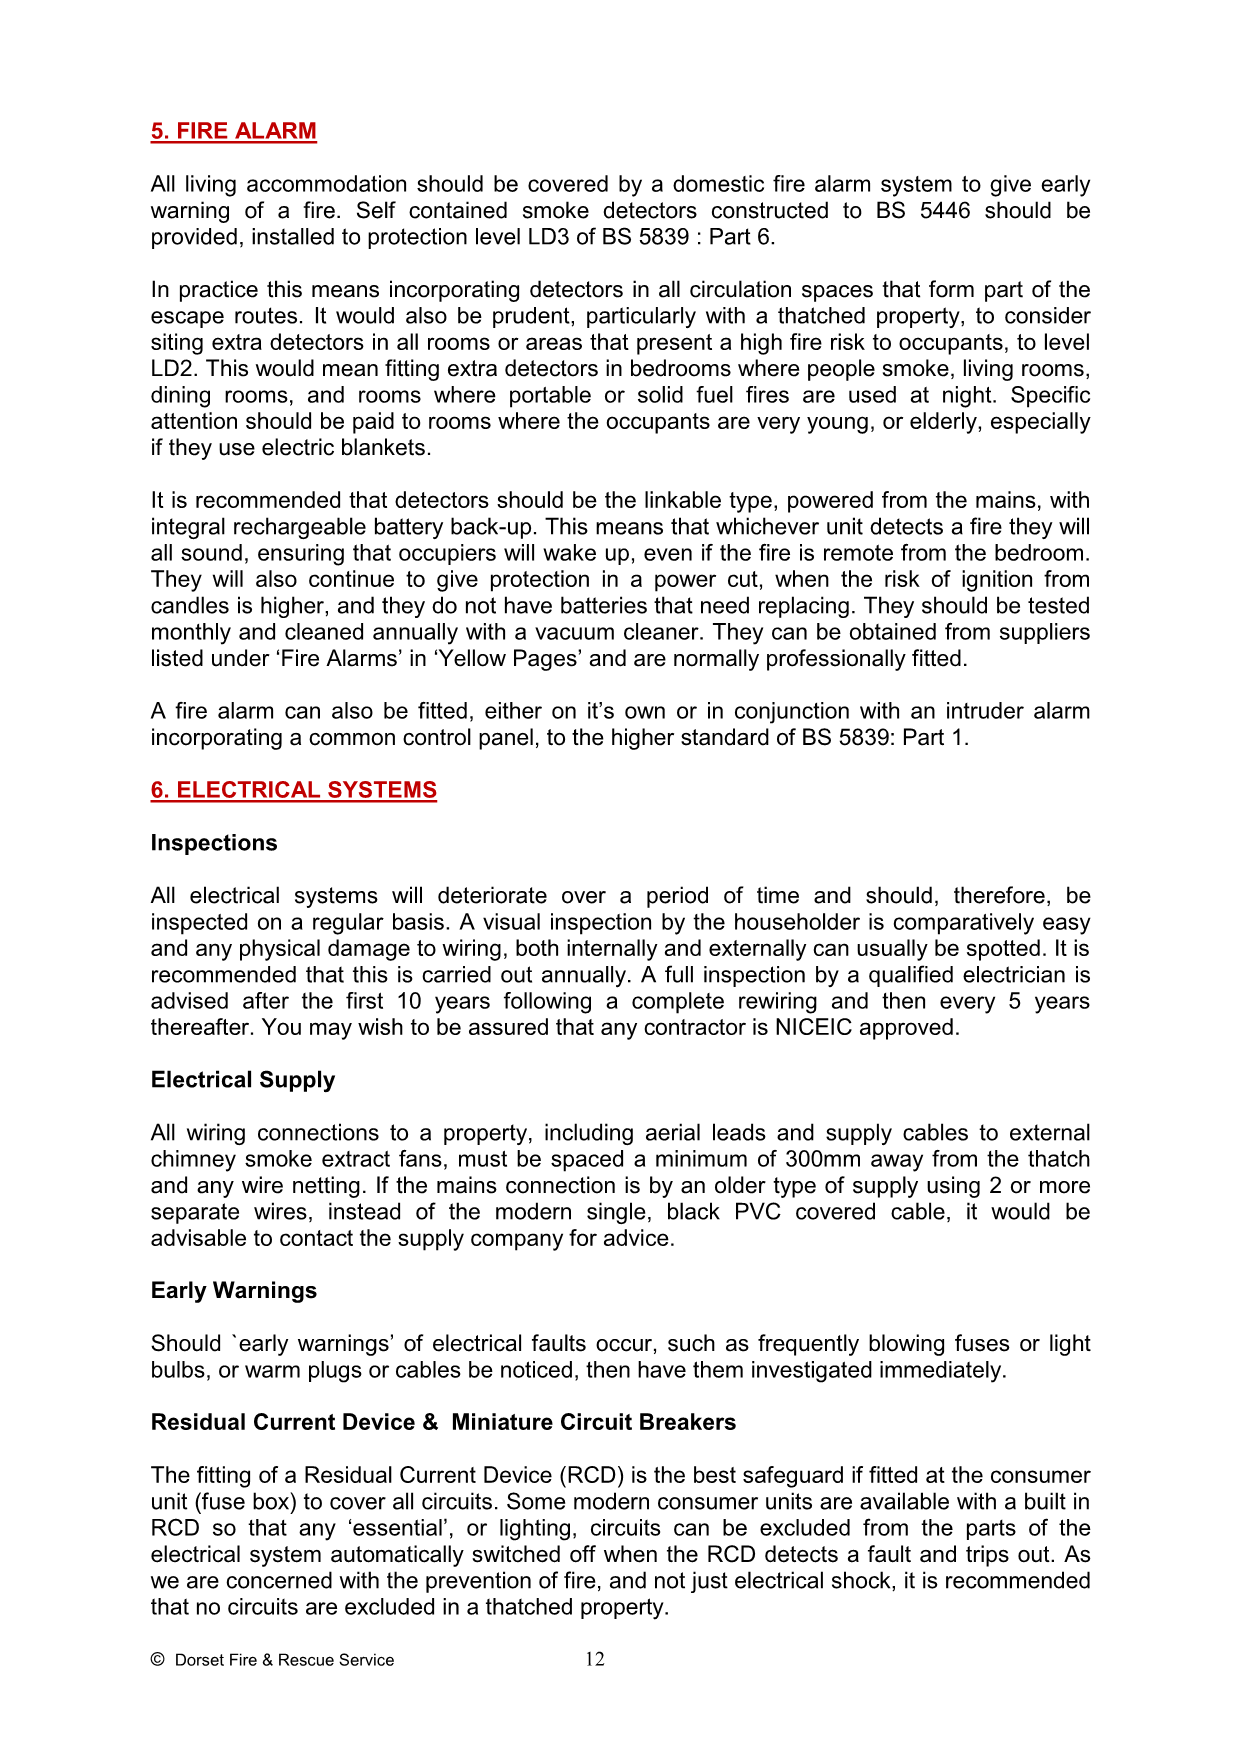 5. FIRE ALARM
All living accommodation should be covered by a domestic fire alarm system to give early
warning of a fire. Self contained smoke detectors constructed to BS 5446 should be
provided, installed to protection level LD3 of BS 5839 : Part 6.
In practice this means incorporating detectors in all circulation spaces that form part of the
escape routes. It would also be prudent, particularly with a thatched property, to consider
siting extra detectors in all rooms or areas that present a high fire risk to occupants, to level
LD2. This would mean fitting extra detectors in bedrooms where people smoke, living rooms,
dining rooms, and rooms where portable or solid fuel fires are used at night. Specific
attention should be paid to rooms where the occupants are very young, or elderly, especially
if they use electric blankets.
It is recommended that detectors should be the linkable type, powered from the mains, with
integral rechargeable battery back-up. This means that whichever unit detects a fire they will
all sound, ensuring that occupiers will wake up, even if the fire is remote from the bedroom.
They will also continue to give protection in a power cut, when the risk of ignition from
candles is higher, and they do not have batteries that need replacing. They should be tested
monthly and cleaned annually with a vacuum cleaner. They can be obtained from suppliers
listed under ‘Fire Alarms’ in ‘Yellow Pages’ and are normally professionally fitted.
A fire alarm can also be fitted, either on it’s own or in conjunction with an intruder alarm
incorporating a common control panel, to the higher standard of BS 5839: Part 1.
6. ELECTRICAL SYSTEMS
Inspections
All electrical systems will deteriorate over a period of time and should, therefore, be
inspected on a regular basis. A visual inspection by the householder is comparatively easy
and any physical damage to wiring, both internally and externally can usually be spotted. It is
recommended that this is carried out annually. A full inspection by a qualified electrician is
advised after the first 10 years following a complete rewiring and then every 5 years
thereafter. You may wish to be assured that any contractor is NICEIC approved.
Electrical Supply
All wiring connections to a property, including aerial leads and supply cables to external
chimney smoke extract fans, must be spaced a minimum of 300mm away from the thatch
and any wire netting. If the mains connection is by an older type of supply using 2 or more
separate wires, instead of the modern single, black PVC covered cable, it would be
advisable to contact the supply company for advice.
Early Warnings
Should `early warnings’ of electrical faults occur, such as frequently blowing fuses or light
bulbs, or warm plugs or cables be noticed, then have them investigated immediately.
Residual Current Device & Miniature Circuit Breakers
The fitting of a Residual Current Device (RCD) is the best safeguard if fitted at the consumer
unit (fuse box) to cover all circuits. Some modern consumer units are available with a built in
RCD so that any ‘essential’, or lighting, circuits can be excluded from the parts of the
electrical system automatically switched off when the RCD detects a fault and trips out. As
we are concerned with the prevention of fire, and not just electrical shock, it is recommended
that no circuits are excluded in a thatched property.
© Dorset Fire & Rescue Service 12